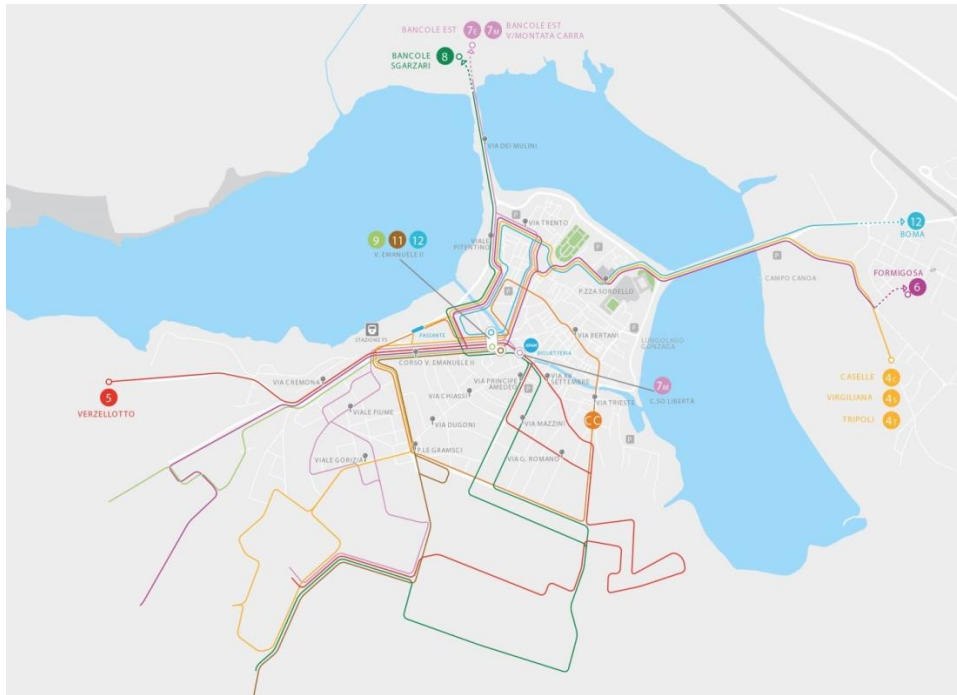 BANCOLE EST 7E 7M BANCOLE EST
V/MONTATA CARRA
BANCOLE
SGARZARI 8
VIA DEI MULINI
P
VIA TRENTO
VIALE
PITENTINO
P
9 11 12
V. EMANUELE II
12
BOMA
P
CAMPO CANOA
FORMIGOSA
6
P.ZZA SORDELLO
P
STAZIONE FS
PASSANTE
VIA BERTANI
P
LUNGOLAGO
GONZAGA
CORSO V. EMANUELE II
VIA CREMONA
5
VERZELLOTTO
VIA PRINCIPE
AMEDEO
VIA XX
SETTEMBRE
P
7M
C.SO LIBERTÀ
CASELLE 4C
VIRGILIANA 4S
TRIPOLI 4T
VIA CHIASSI
VIALE FIUME
VIA TRIESTE
CC
VIA DUGONI
VIA MAZZINI
P
P.LE GRAMSCI
VIALE GORIZIA
VIA G. ROMANO